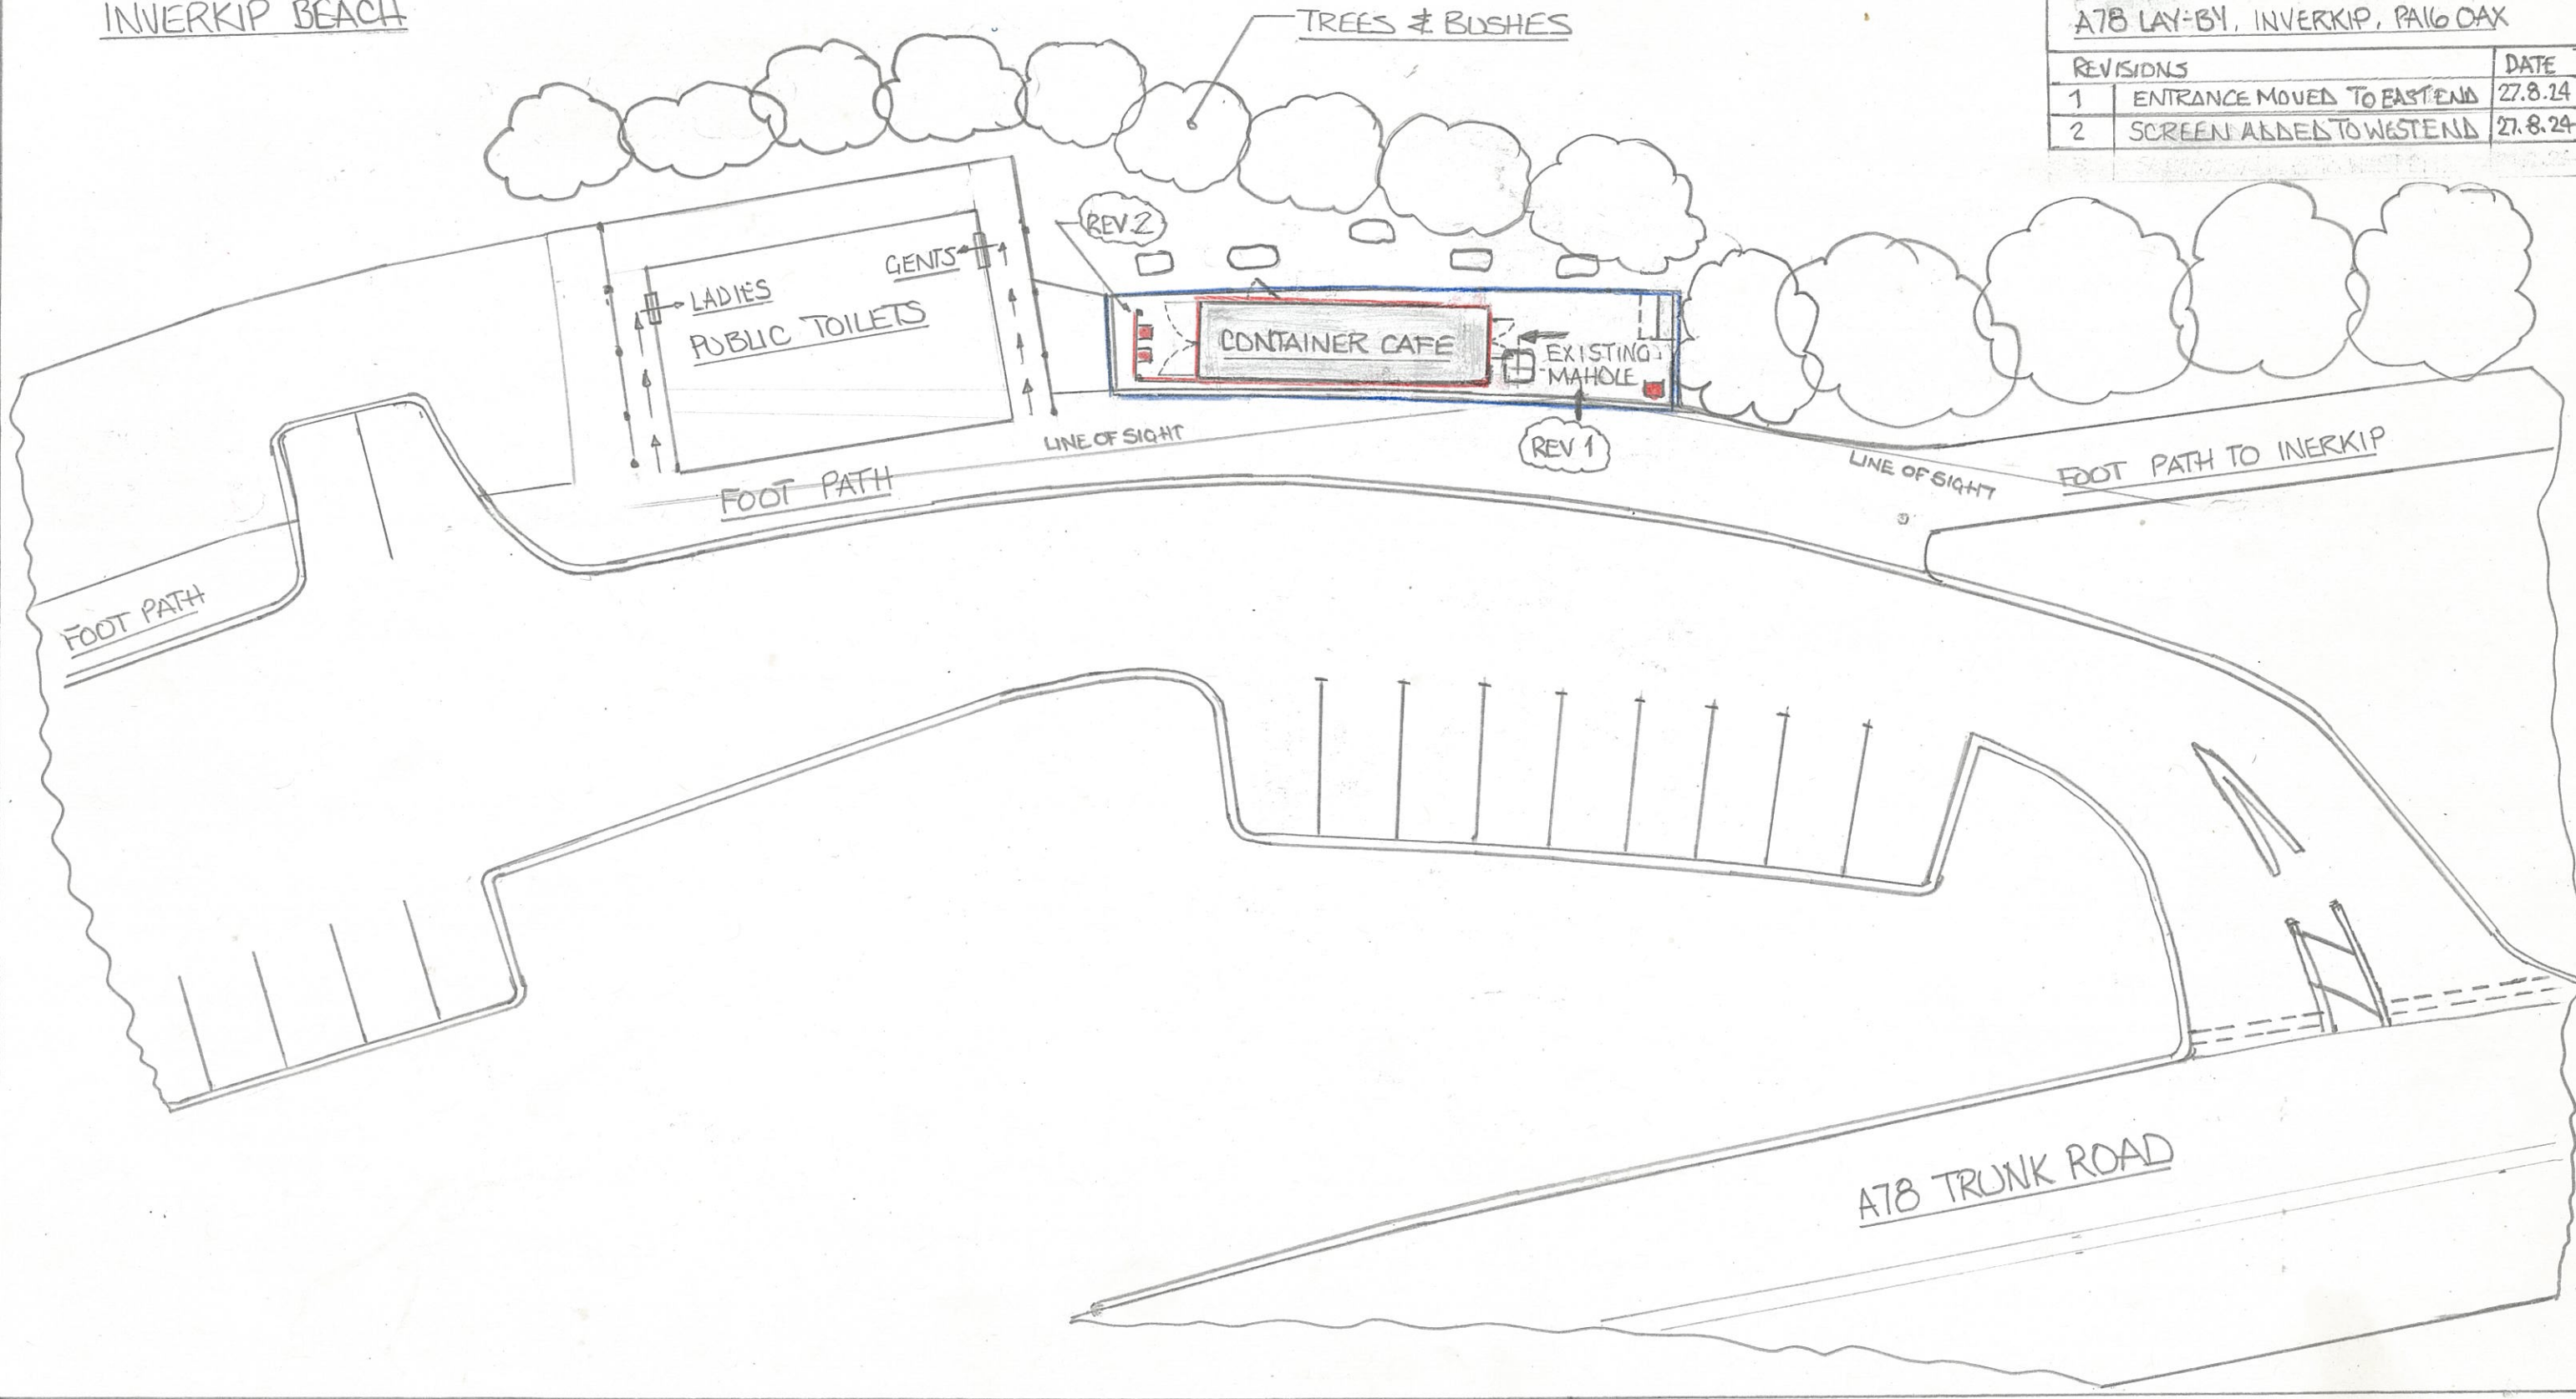 INVERKIP BEACH
TREES & BUSHES
A78 LAY-BY, INVERKIP, PA16 0AX
REVISIONS DATE
1 ENTRANCE MOVED TO EAST END 27.8.24
2 SCREEN ADDED TO WEST END 27.8.24
REV.2
GENTS
LADIES
PUBLIC TOILETS
CONTAINER CAFE
EXISTING
MAHOLE
LINE OF SIGHT
REV 1
FOOT PATH
LINE OF SIGHT
FOOT PATH TO INERKIP
FOOT PATH
IN
A78 TRUNK ROAD